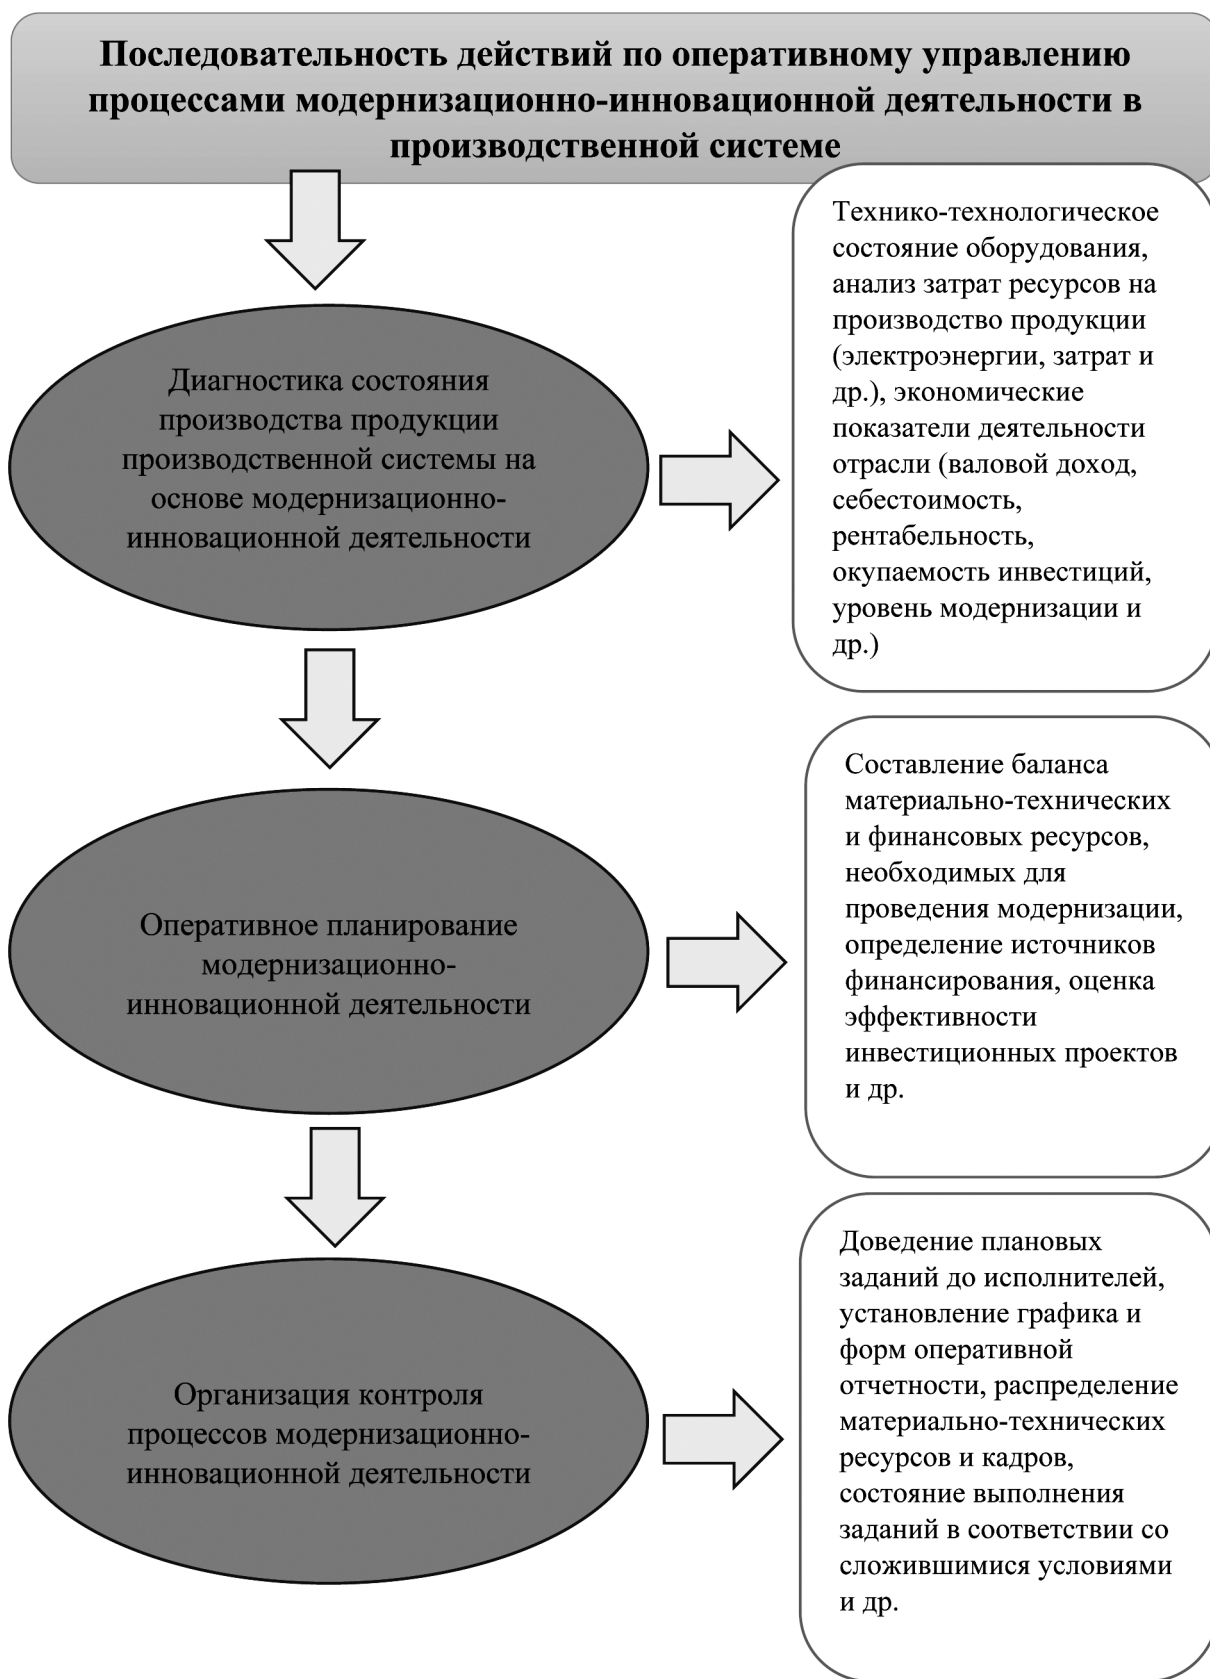 Последовательность действий по оперативному управлению
процессами модернизационно-инновационной деятельности в
производственной системе
Диагностика состояния
производства продукции
производственной системы на
основе модернизационно-
инновационной деятельности
Технико-технологическое
состояние оборудования,
анализ затрат ресурсов на
производство продукции
(электроэнергии, затрат и
др.), экономические
показатели деятельности
отрасли (валовой доход,
себестоимость,
рентабельность,
окупаемость инвестиций,
уровень модернизации и
др.)
Оперативное планирование
модернизационно-
инновационной деятельности
Составление баланса
материально-технических
и финансовых ресурсов,
необходимых для
проведения модернизации,
определение источников
финансирования, оценка
эффективности
инвестиционных проектов
и др.
Организация контроля
процессов модернизационно-
инновационной деятельности
Доведение плановых
заданий до исполнителей,
установление графика и
форм оперативной
отчетности, распределение
материально-технических
ресурсов и кадров,
состояние выполнения
заданий в соответствии со
сложившимися условиями
и др.